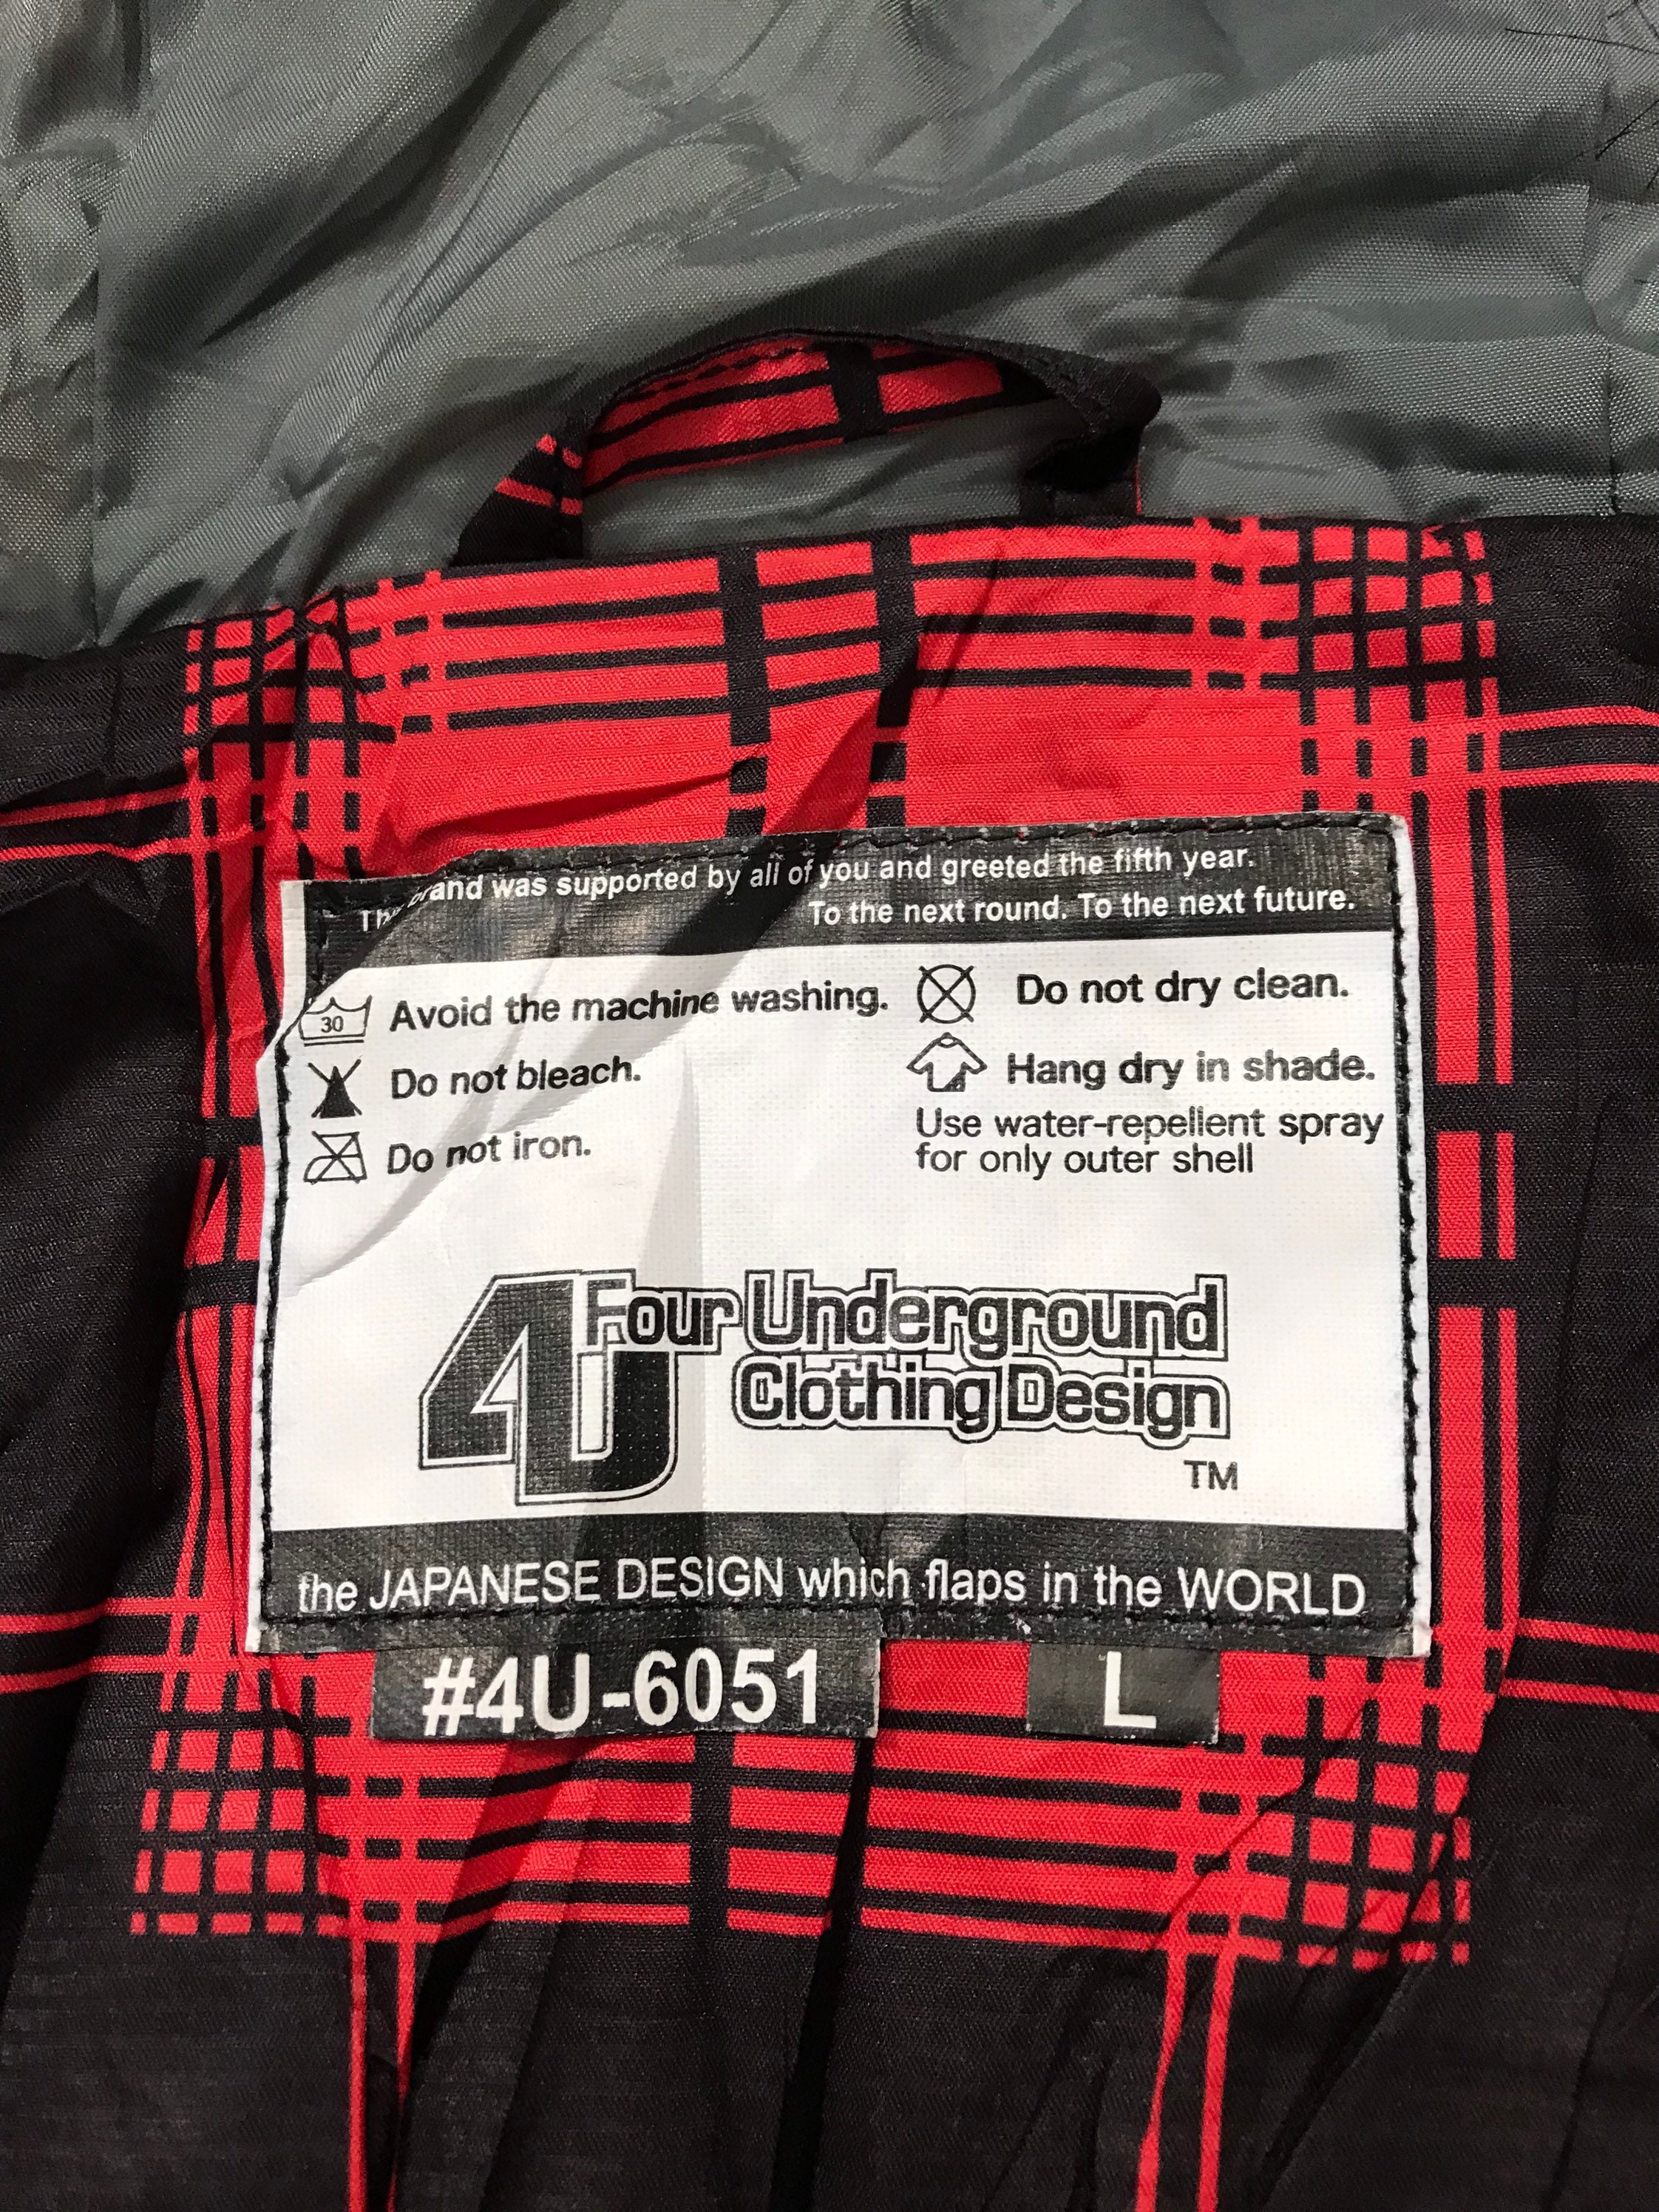 This brand was supported by all of you and greeted the fifth year.
To the next round. To the next future.
30 Avoid the machine washing.
Do not bleach.
Do not iron.
Do not dry clean.
Hang dry in shade.
Use water-repellent spray
for only outer shell
4U Four Underground
Clothing Design
TM
the JAPANESE DESIGN which flaps in the WORLD
#4U-6051 L